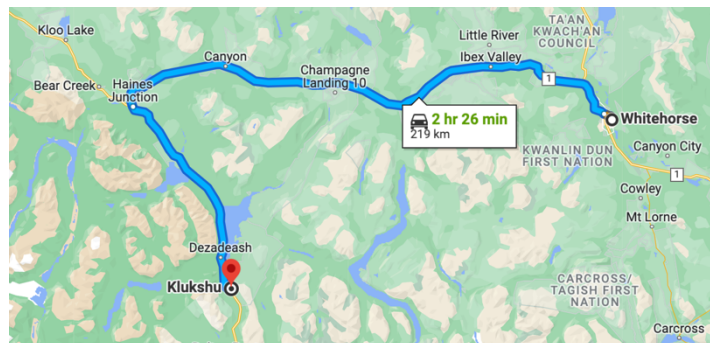 TA'AN
KWACH'AN
COUNCIL
Kloo Lake
Little River
Canyon
Ibex Valley
Champagne
Landing 10
Bear Creek
Haines
Junction
1
2 hr 26 min
219 km
Whitehorse
KWANLIN DUN
FIRST NATION
Canyon City
1
Cowley
Mt Lorne
Dezadeash
Klukshu
CARCROSS/
TAGISH FIRST
NATION
Carcross